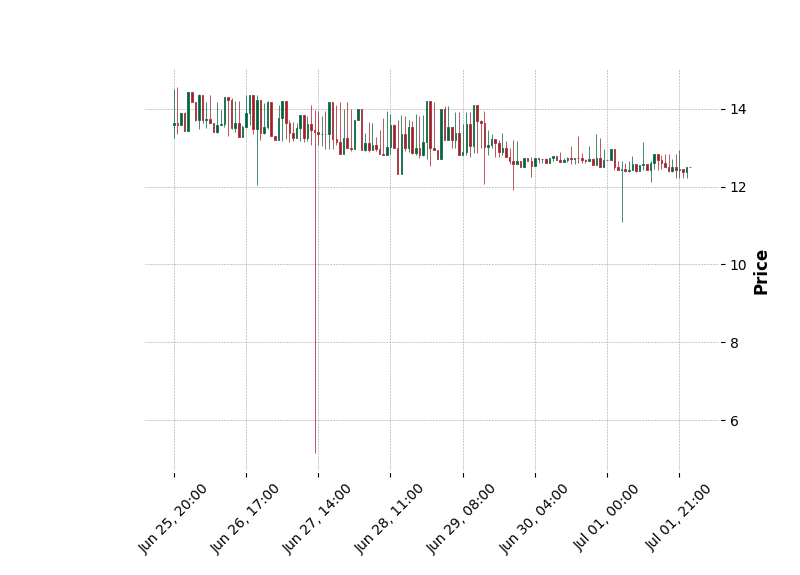 14
12
10
8
6
Price
Jun 25, 20:00
Jun 26, 17:00
Jun 27, 14:00
Jun 28, 11:00
Jun 29, 08:00
Jun 30, 04:00
Jul 01, 00:00
Jul 01, 21:00